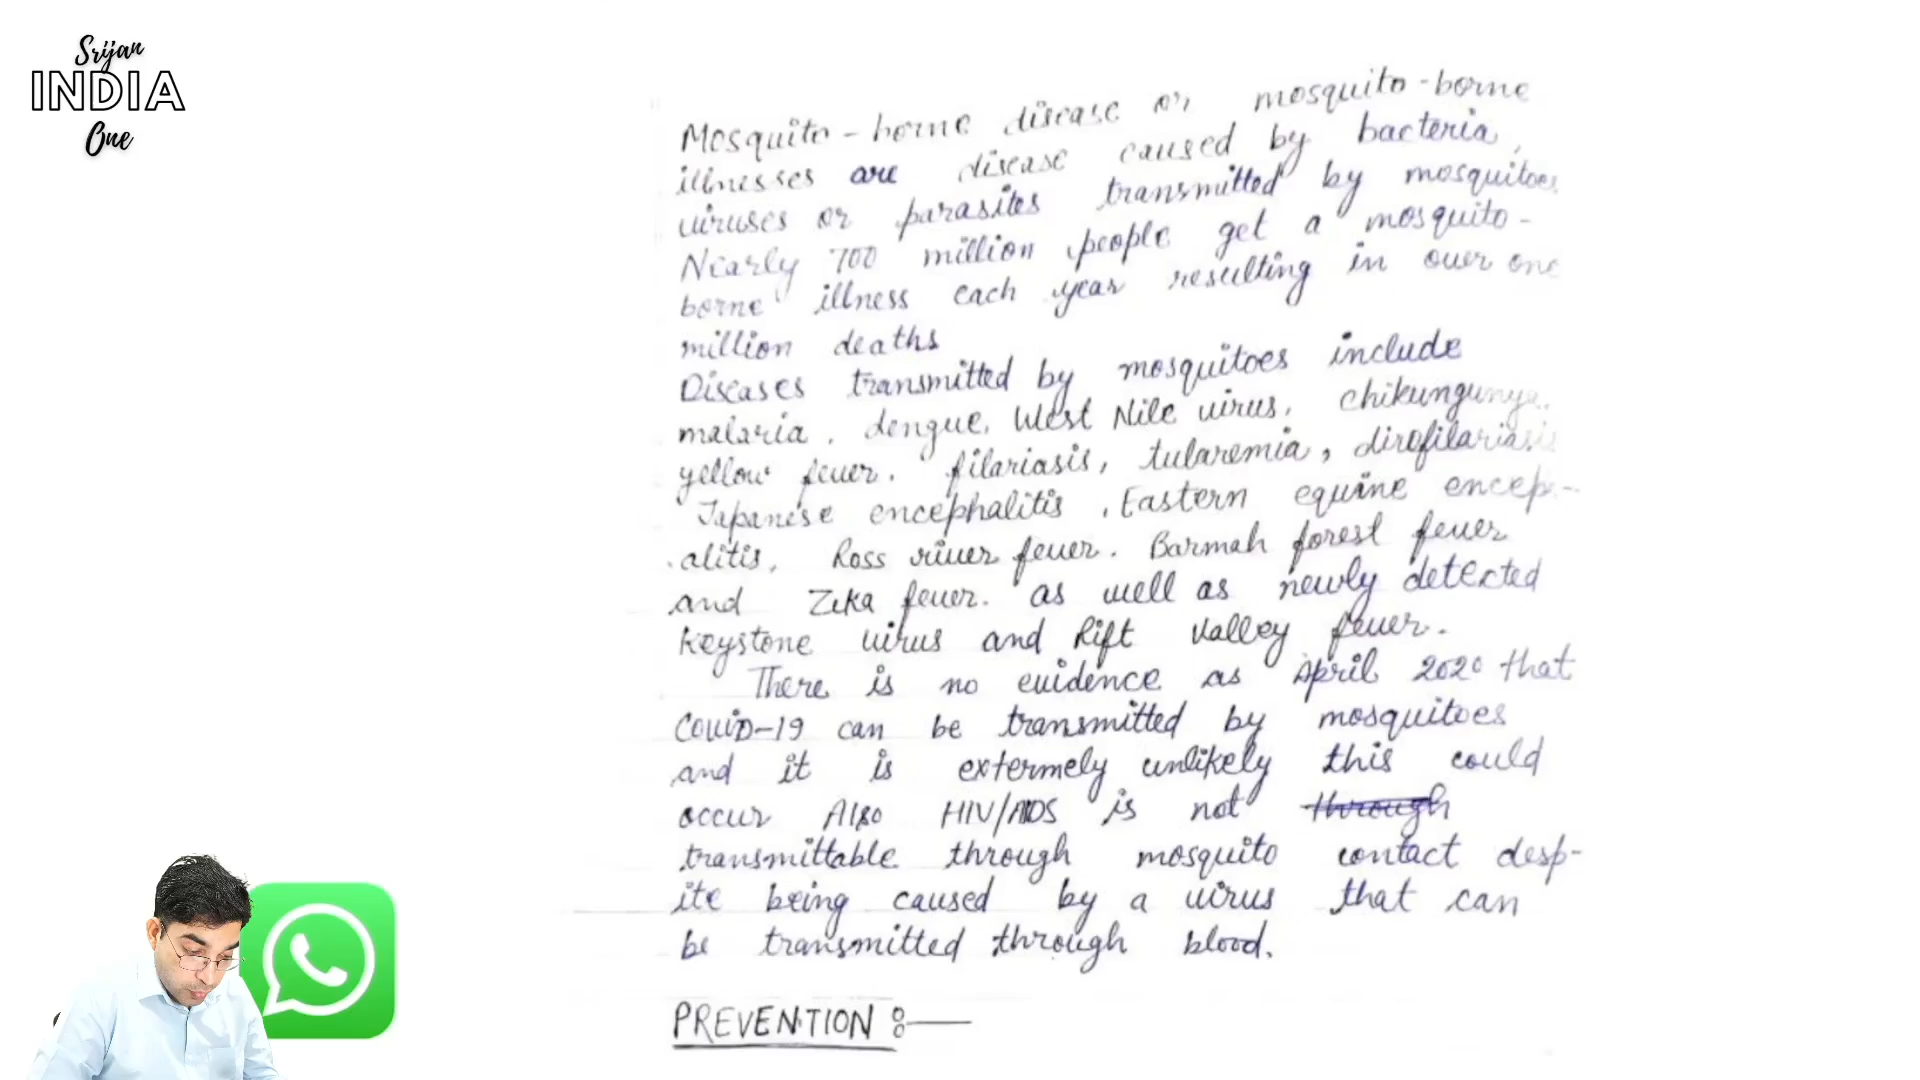 Srijan
INDIA
One
Mosquito-borne disease or mosquito-borne
illnesses are disease caused by bacteria,
viruses or parasites transmitted by mosquitoes
Nearly 700 million people get a mosquito-
borne illness each year resulting in over one
million deaths
Diseases transmitted by mosquitoes include
malaria, dengue, West Nile virus, chikungunya,
yellow fever, filariasis, tularemia, dirofilariasis
Japanese encephalitis, Eastern equine encep-
alitis, Ross river fever, Barmah forest fever
and Zika fever. as well as newly detected
Keystone virus and Rift Valley fever.
There is no evidence as April 2020 that
COVID-19 can be transmitted by mosquitoes
and it is extermely unlikely this could
occur Also HIV/AIDS is not through
transmittable through mosquito contact desp-
ite being caused by a virus that can
be transmitted through blood.
PREVENTION :—